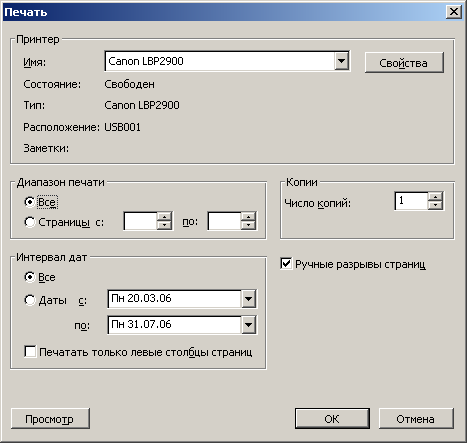 Печать
Принтер
Имя: Canon LBP2900 Свойства
Состояние: Свободен
Тип: Canon LBP2900
Расположение: USB001
Заметки:
Диапазон печати
Все
Страницы с: по:
Копии
Число копий: 1
Интервал дат
Все
Даты с: Пн 20.03.06
по: Пн 31.07.06
Печатать только левые столбцы страниц
Ручные разрывы страниц
Просмотр ОК Отмена